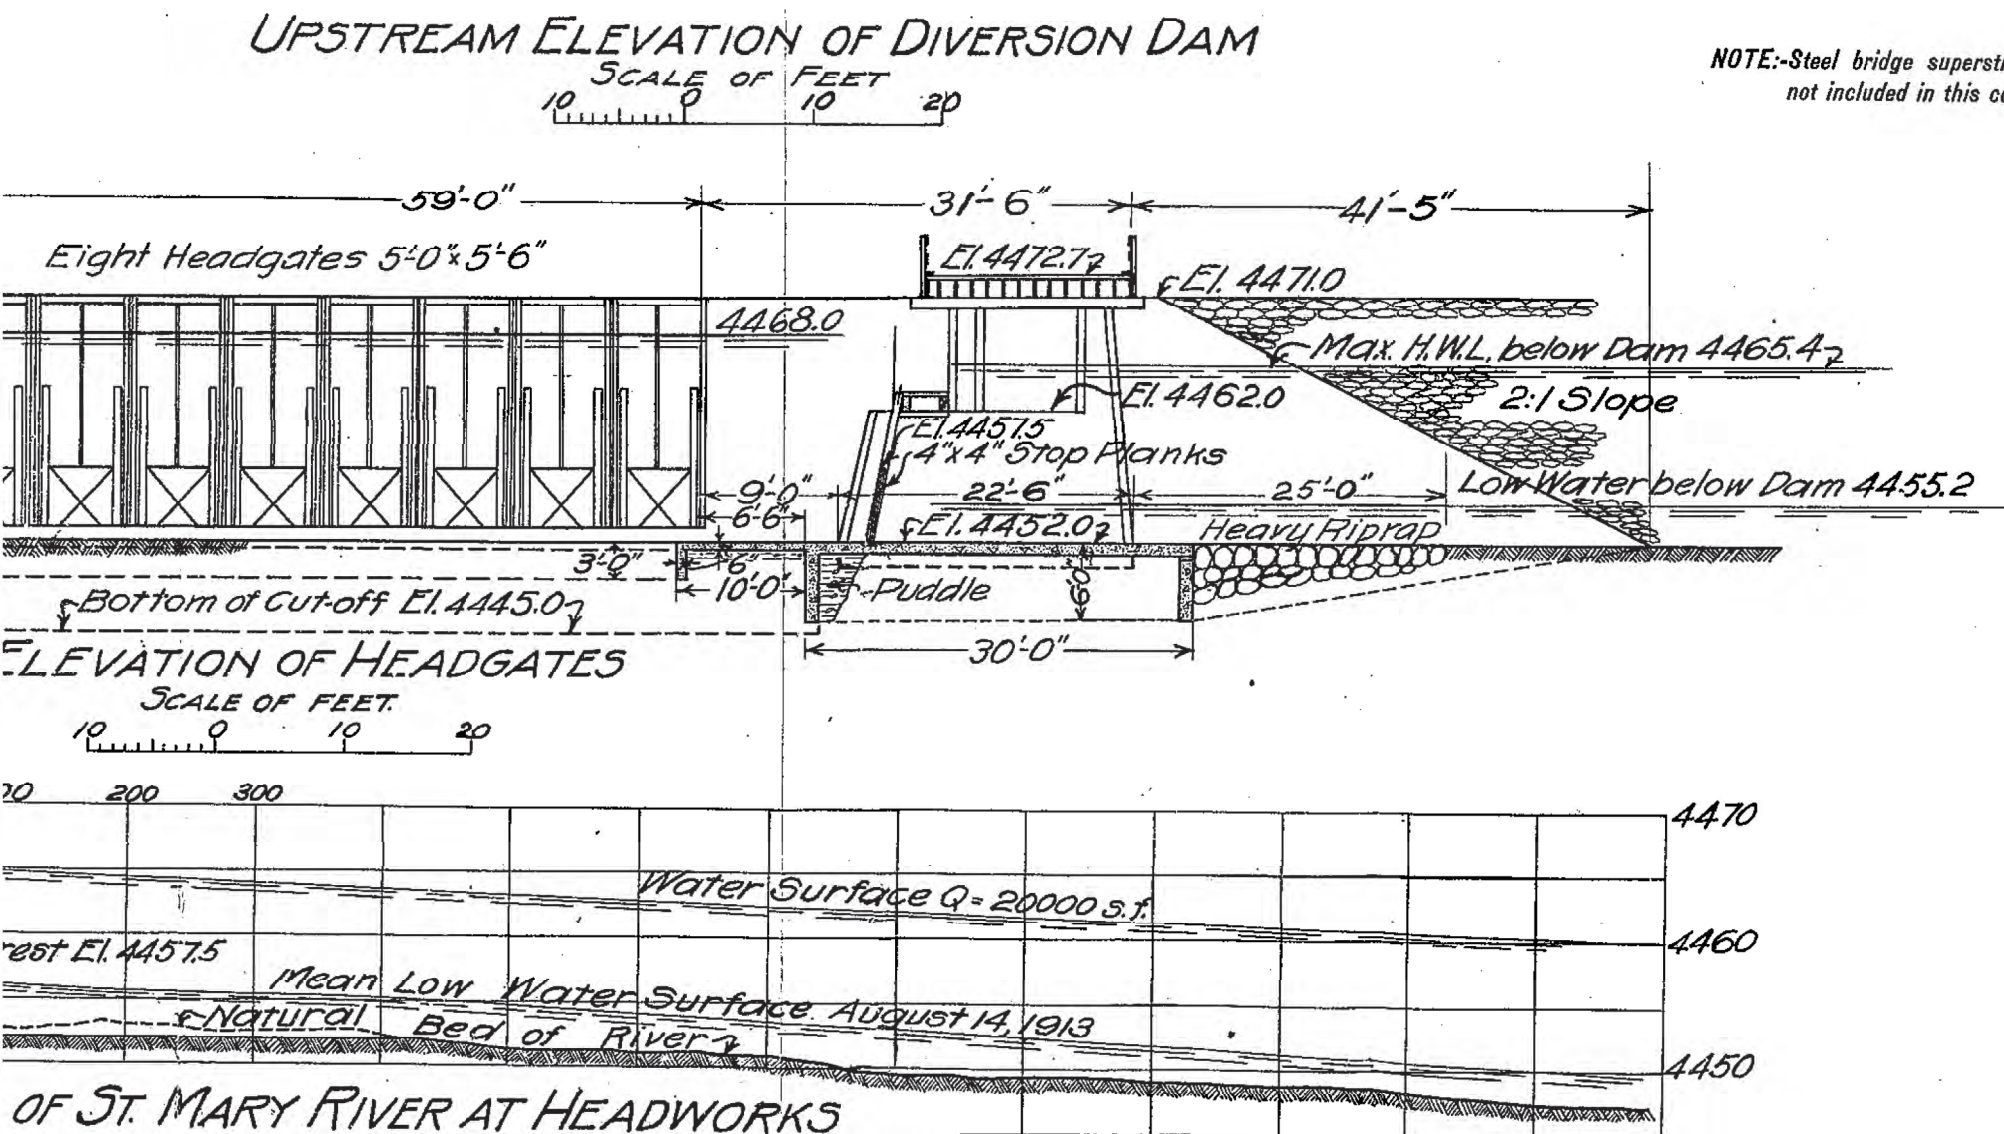 UPSTREAM ELEVATION OF DIVERSION DAM
SCALE OF FEET
10 0 10 20
NOTE:-Steel bridge
not included in this
59'-0" 31'-6" 41'-5"
Eight Headgates 5'-0"x5'-6"
El. 4472.7
El. 4471.0
4468.0
Max. H.W.L. below Dam 4465.4
El. 4462.0
2:1 Slope
El. 4457.5
4"x4" Stop Planks
9'-0" 22'-6" 25'-0"
Low Water below Dam 4455.2
6'-6"
El. 4452.0
Heavy Riprap
3'-0" 6"
10'-0"
Puddle
6'-0"
Bottom of Cut-off El. 4445.0
30'-0"
ELEVATION OF HEADGATES
SCALE OF FEET.
10 0 10 20
200 300
4470
Water Surface Q=20000 s.f.
4460
El. 4457.5
Mean Low Water Surface. August 14, 1913
Natural Bed of River
4450
OF ST. MARY RIVER AT HEADWORKS